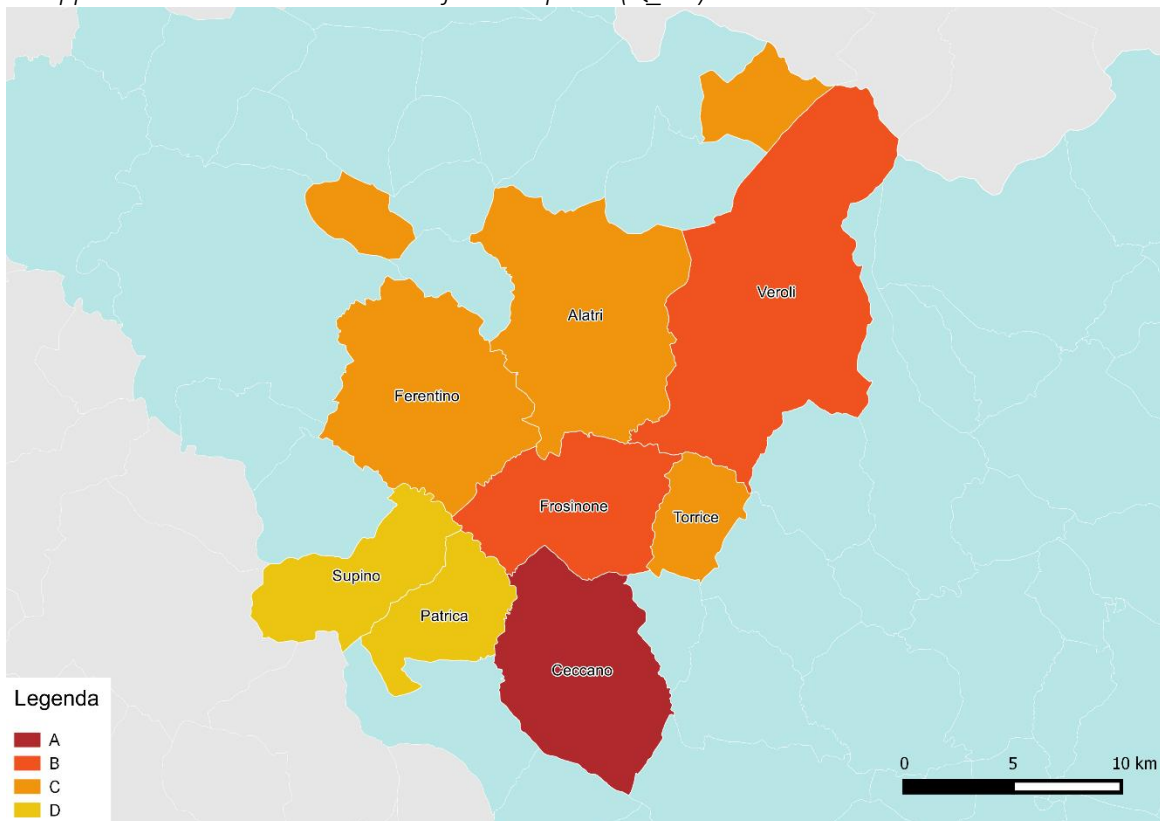 Veroli
Alatri
Ferentino
Frosinone
Torrice
Supino
Patrica
Ceccano
Legenda
A
B
C
D
0 5 10 km